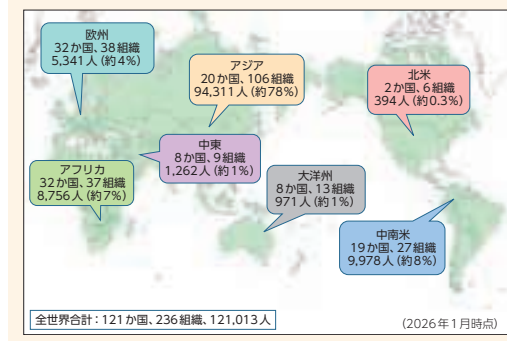 欧州
32か国、38組織
5,341人（約4%）
アジア
20か国、106組織
94,311人（約78%）
北米
2か国、6組織
394人（約0.3%）
中東
8か国、9組織
1,262人（約1%）
アフリカ
32か国、37組織
8,756人（約7%）
大洋州
8か国、13組織
971人（約1%）
中南米
19か国、27組織
9,978人（約8%）
全世界合計：121か国、236組織、121,013人
（2026年1月時点）